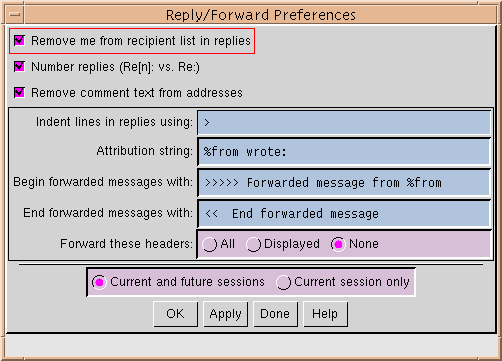 Reply/Forward Preferences
Remove me from recipient list in replies
Number replies (Re[n]: vs. Re:)
Remove comment text from addresses
Indent lines in replies using: >
Attribution string: %from wrote:
Begin forwarded messages with: >>>>> Forwarded message from %from
End forwarded messages with: << End forwarded message
Forward these headers: All Displayed None
Current and future sessions Current session only
OK Apply Done Help